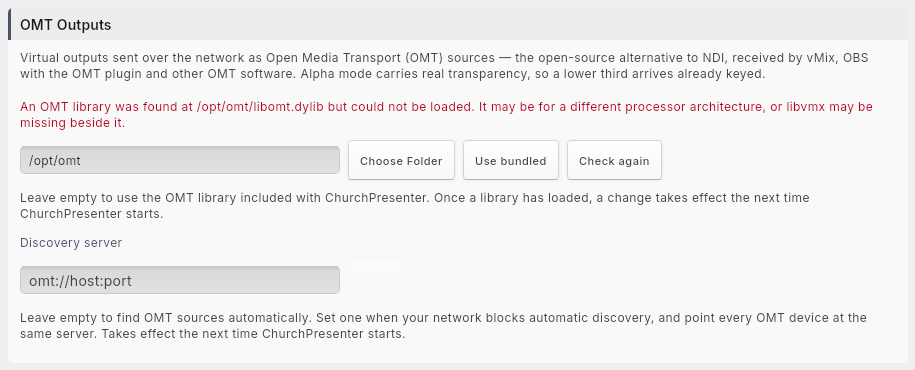 OMT Outputs
Virtual outputs sent over the network as Open Media Transport (OMT) sources — the open-source alternative to NDI, received by vMix, OBS
with the OMT plugin and other OMT software. Alpha mode carries real transparency, so a lower third arrives already keyed.
An OMT library was found at /opt/omt/libomt.dylib but could not be loaded. It may be for a different processor architecture, or libvmx may be
missing beside it.
/opt/omt
Choose Folder
Use bundled
Check again
Leave empty to use the OMT library included with ChurchPresenter. Once a library has loaded, a change takes effect the next time
ChurchPresenter starts.
Discovery server
omt://host:port
Leave empty to find OMT sources automatically. Set one when your network blocks automatic discovery, and point every OMT device at the
same server. Takes effect the next time ChurchPresenter starts.